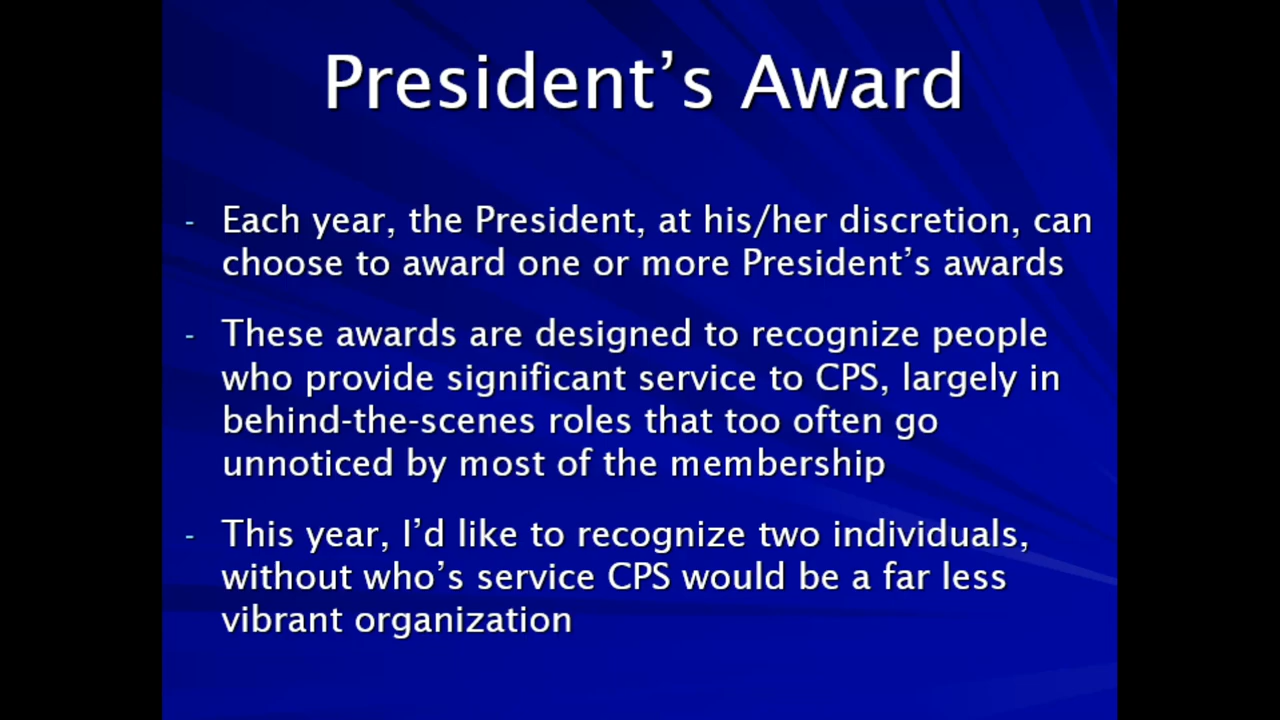 President’s Award
- Each year, the President, at his/her discretion, can
choose to award one or more President’s awards
- These awards are designed to recognize people
who provide significant service to CPS, largely in
behind-the-scenes roles that too often go
unnoticed by most of the membership
- This year, I’d like to recognize two individuals,
without who’s service CPS would be a far less
vibrant organization